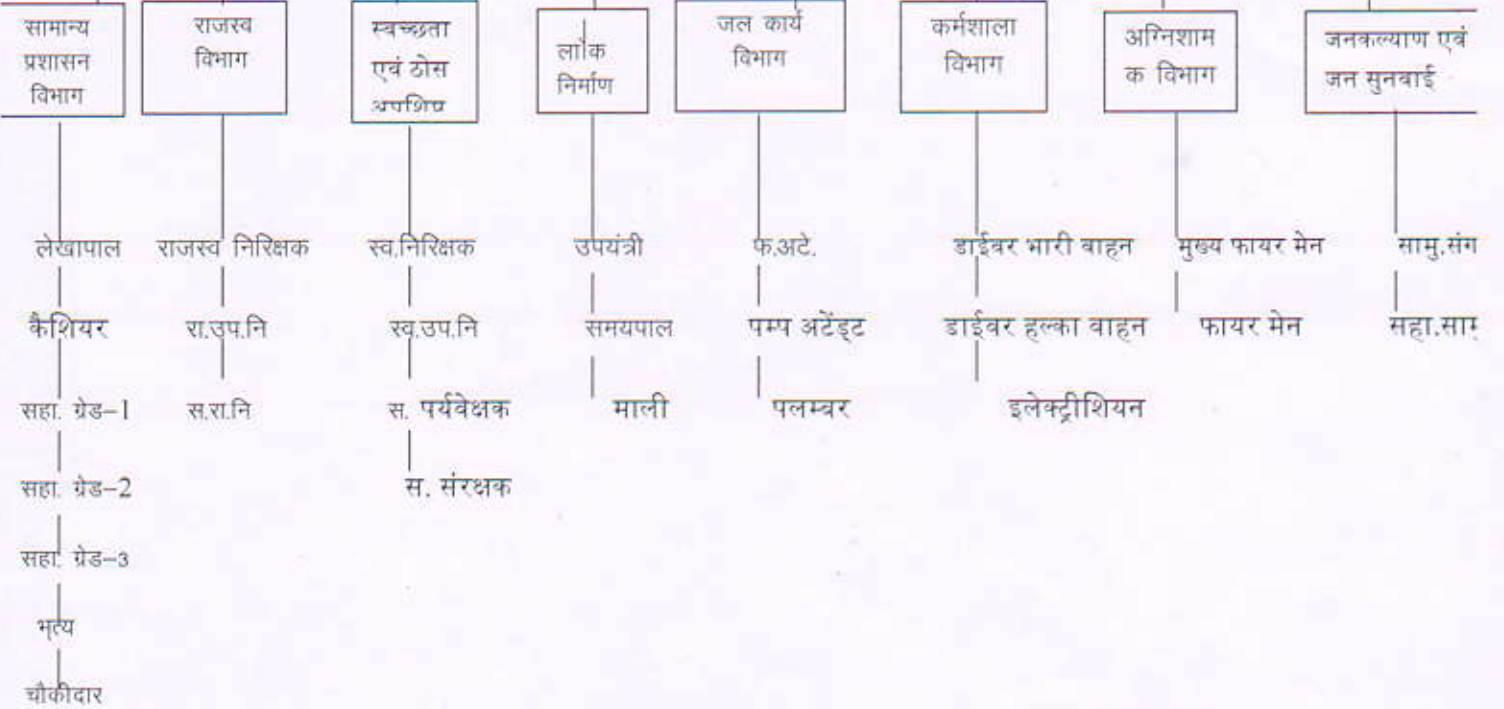 सामान्य
प्रशासन
विभाग
राजस्व
विभाग
स्वच्छता
एवं ठोस
लोक
निर्माण
जल कार्य
विभाग
कर्मशाला
विभाग
अग्निशाम
क विभाग
जनकल्याण एवं
जन सुनवाई
लेखापाल
राजस्व निरिक्षक
स्व.निरिक्षक
उपयंत्री
फ.अटे.
डाईवर भारी वाहन
मुख्य फायर मेन
सामु.संग
कैशियर
रा.उप.नि
स्व.उप.नि
समयपाल
पम्प अटेंड्ट
डाईवर हल्का वाहन
फायर मेन
सहा.साम
सहा. ग्रेड–1
स.रा.नि
स. पर्यवेक्षक
माली
पलम्बर
इलेक्ट्रीशियन
सहा. ग्रेड–2
स. संरक्षक
सहा. ग्रेड–3
भृत्य
चौकीदार